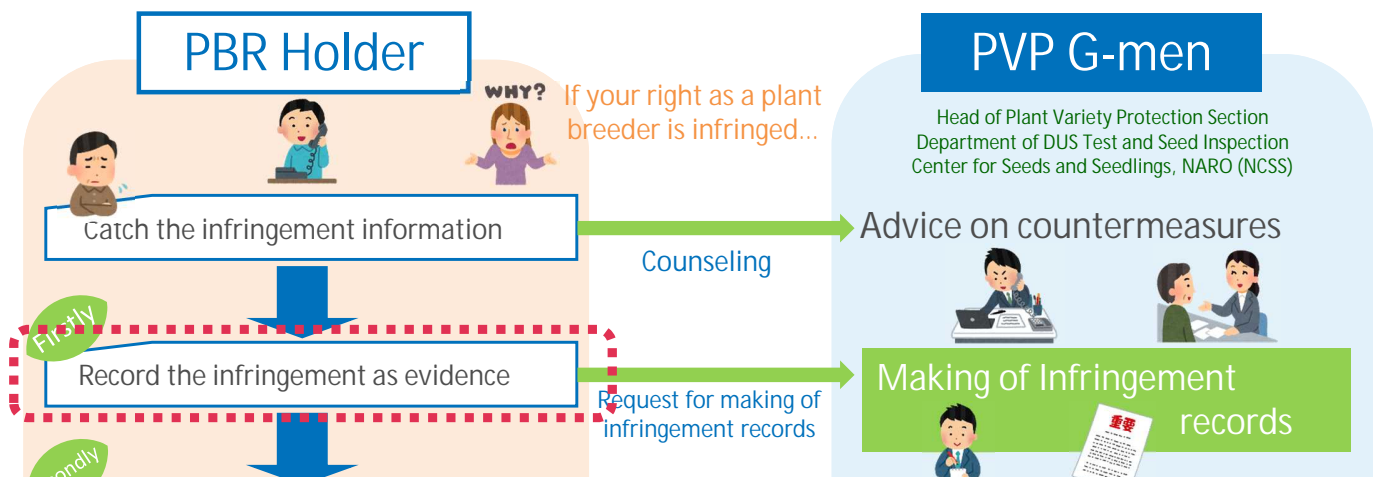 PBR Holder
PVP G-men
WHY?
If your right as a plant
breeder is infringed...
Head of Plant Variety Protection Section
Department of DUS Test and Seed Inspection
Center for Seeds and Seedlings, NARO (NCSS)
Catch the infringement information
Counseling
Advice on countermeasures
Firstly
Record the infringement as evidence
Request for making of
infringement records
Making of Infringement
records
重要